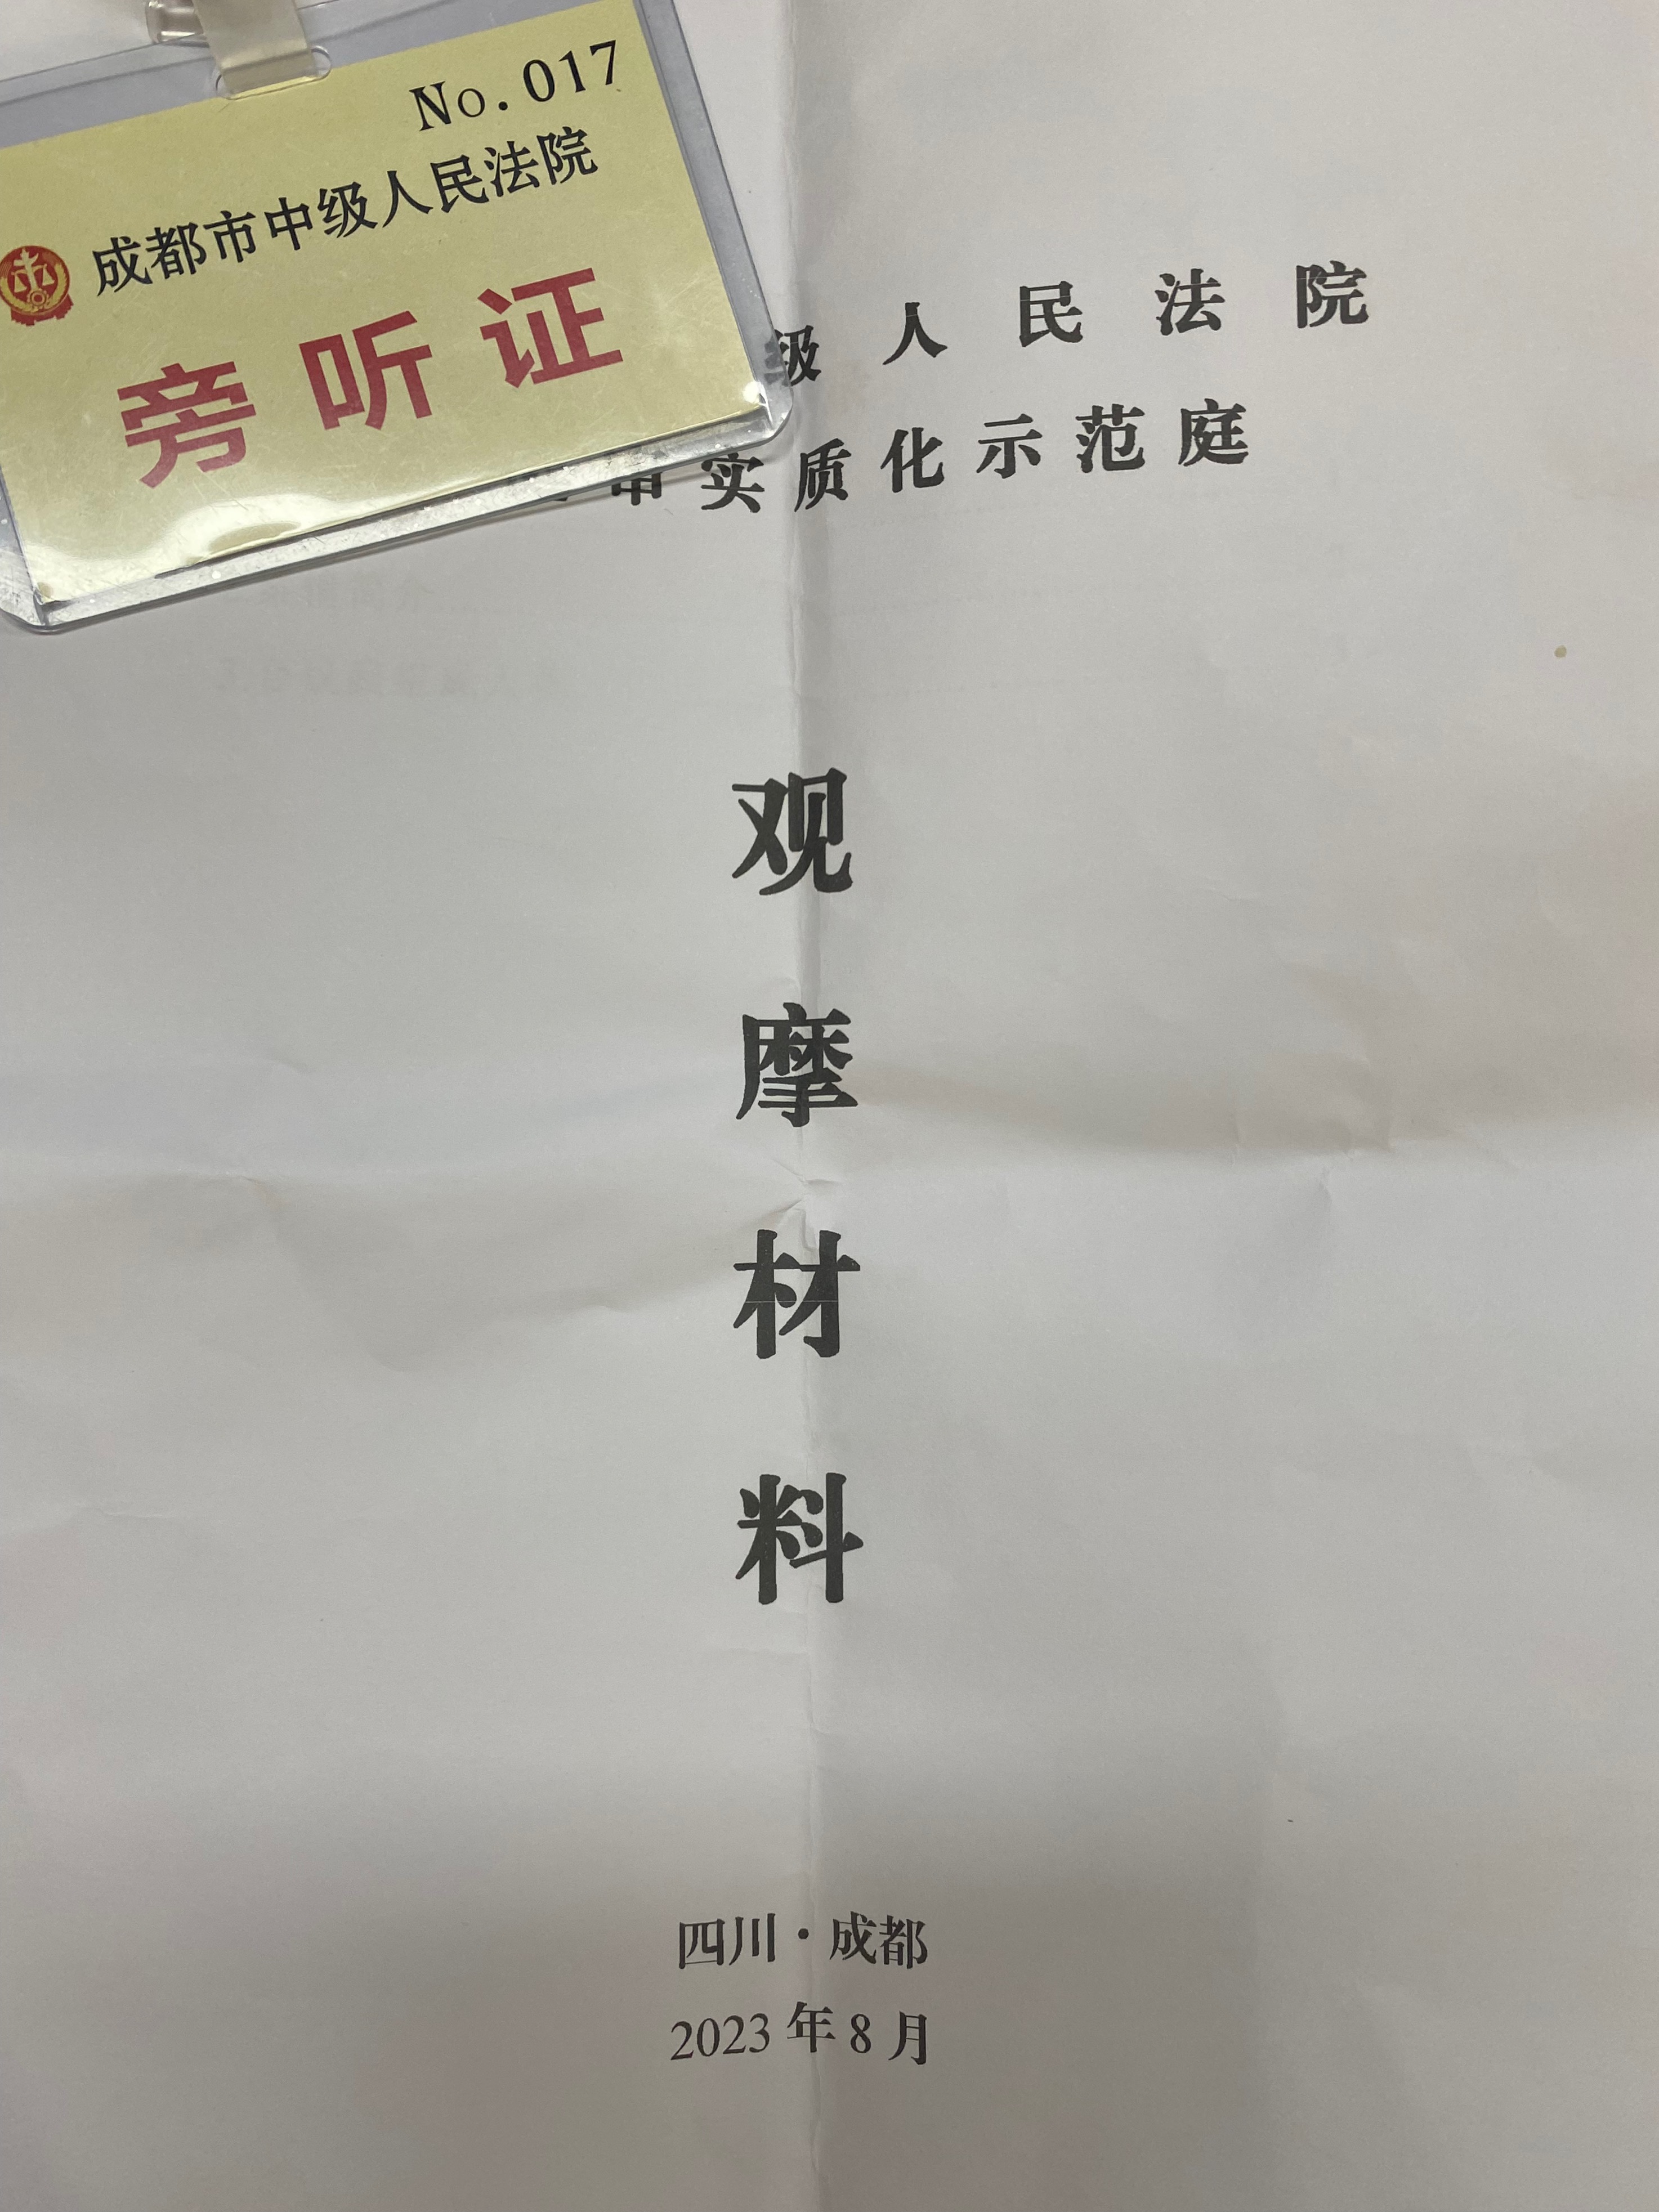 No.017
成都市中级人民法院
旁听证
级人民法院
审实质化示范庭
观
摩
材
料
四川·成都
2023年8月